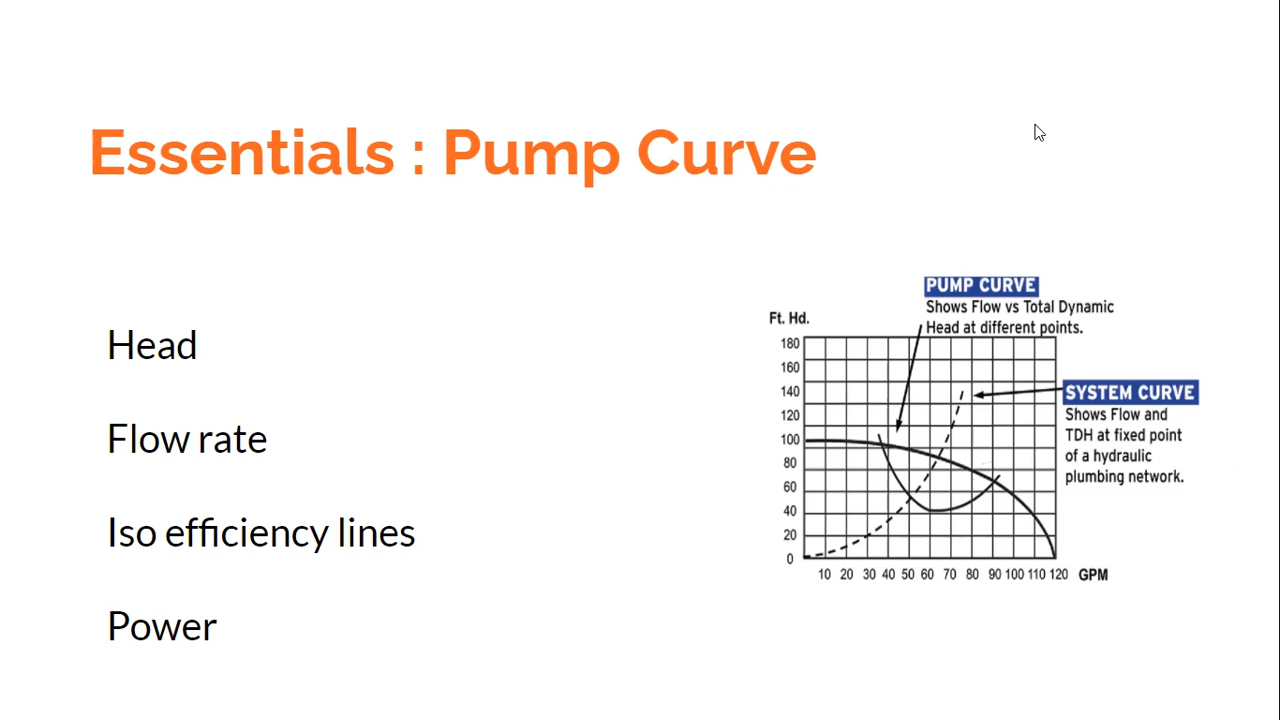 Essentials : Pump Curve
Head
Flow rate
Iso efficiency lines
Power
PUMP CURVE
Shows Flow vs Total Dynamic
Head at different points.
Ft. Hd.
180
160
140
120
100
80
60
40
20
0
10 20 30 40 50 60 70 80 90 100 110 120 GPM
SYSTEM CURVE
Shows Flow and
TDH at fixed point
of a hydraulic
plumbing network.